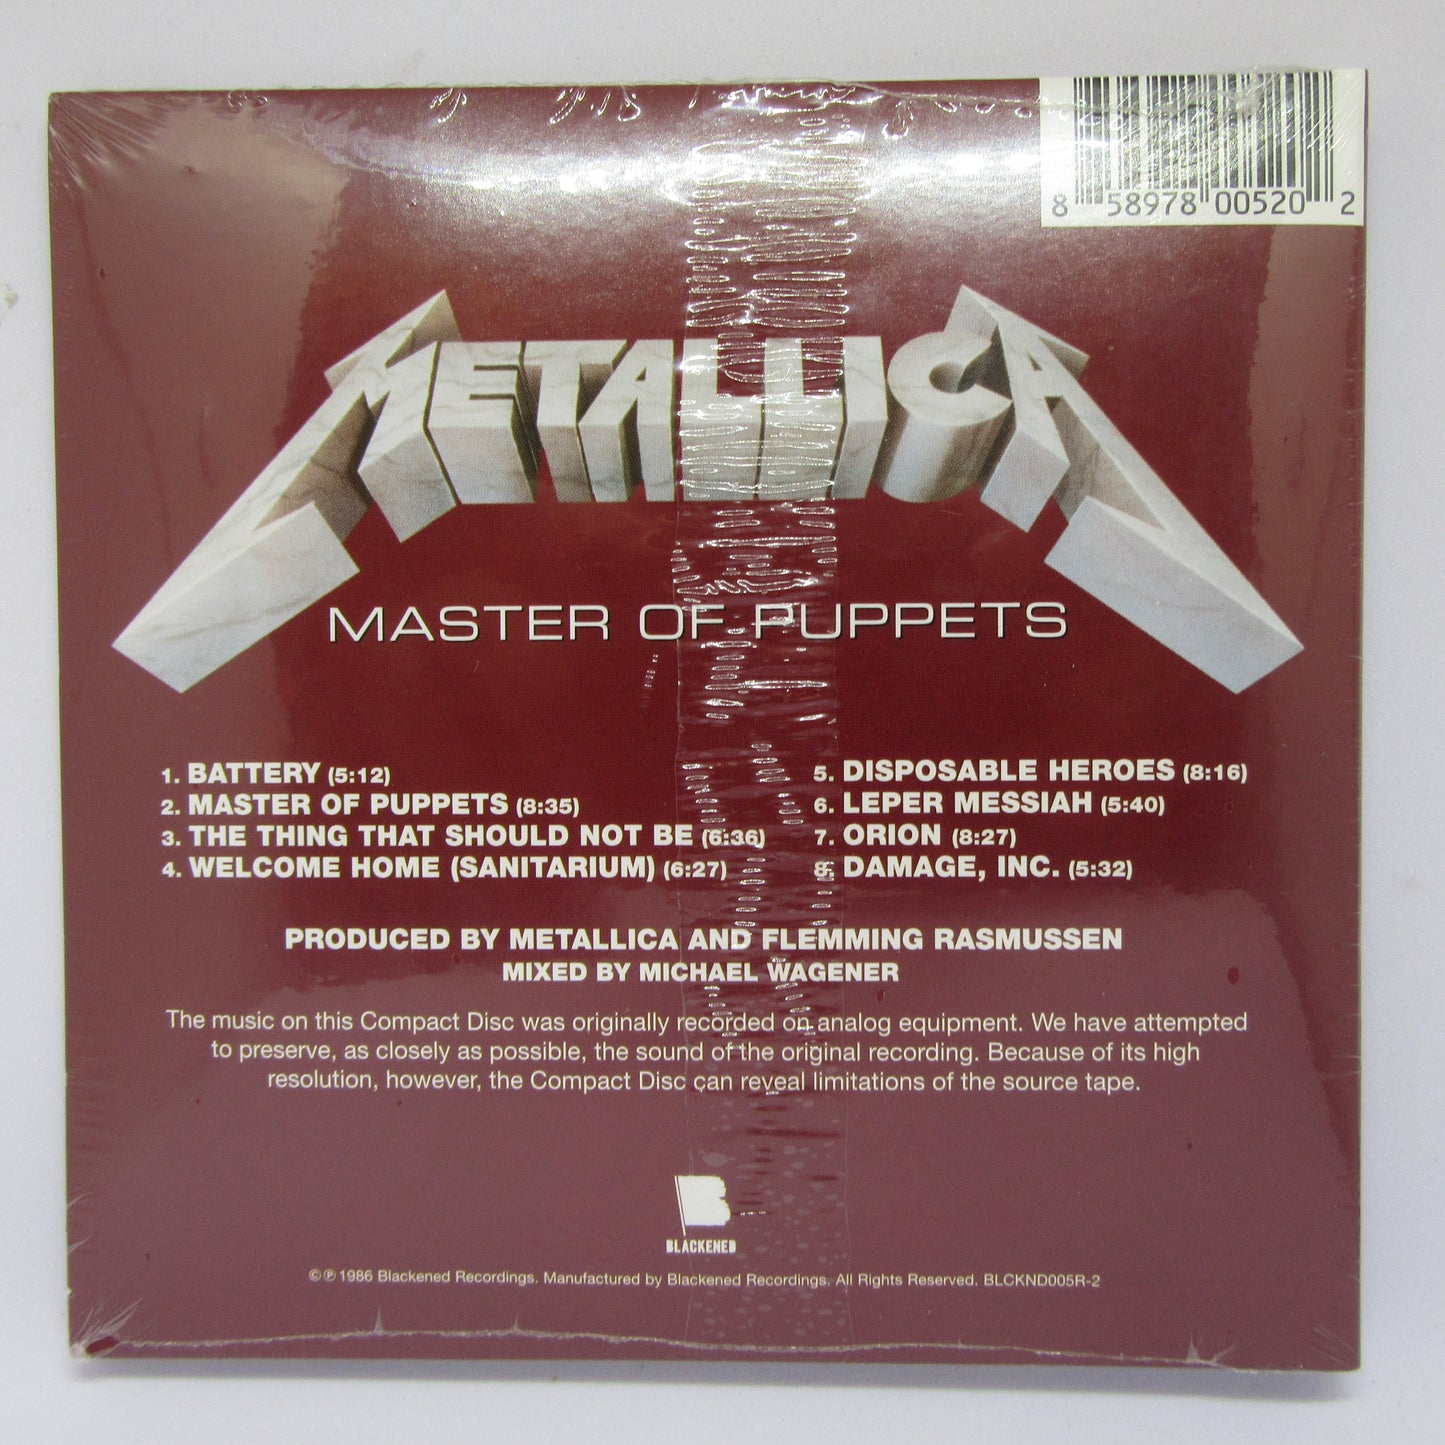 8 58978 00520 2
METALLICA
MASTER OF PUPPETS
1. BATTERY (5:12)
2. MASTER OF PUPPETS (8:35)
3. THE THING THAT SHOULD NOT BE (6:36)
4. WELCOME HOME (SANITARIUM) (6:27)
5. DISPOSABLE HEROES (8:16)
6. LEPER MESSIAH (5:40)
7. ORION (8:27)
8. DAMAGE, INC. (5:32)
PRODUCED BY METALLICA AND FLEMMING RASMUSSEN
MIXED BY MICHAEL WAGENER
The music on this Compact Disc was originally recorded on analog equipment. We have attempted
to preserve, as closely as possible, the sound of the original recording. Because of its high
resolution, however, the Compact Disc can reveal limitations of the source tape.
B
BLACKENED
©℗ 1986 Blackened Recordings. Manufactured by Blackened Recordings. All Rights Reserved. BLCKND005R-2